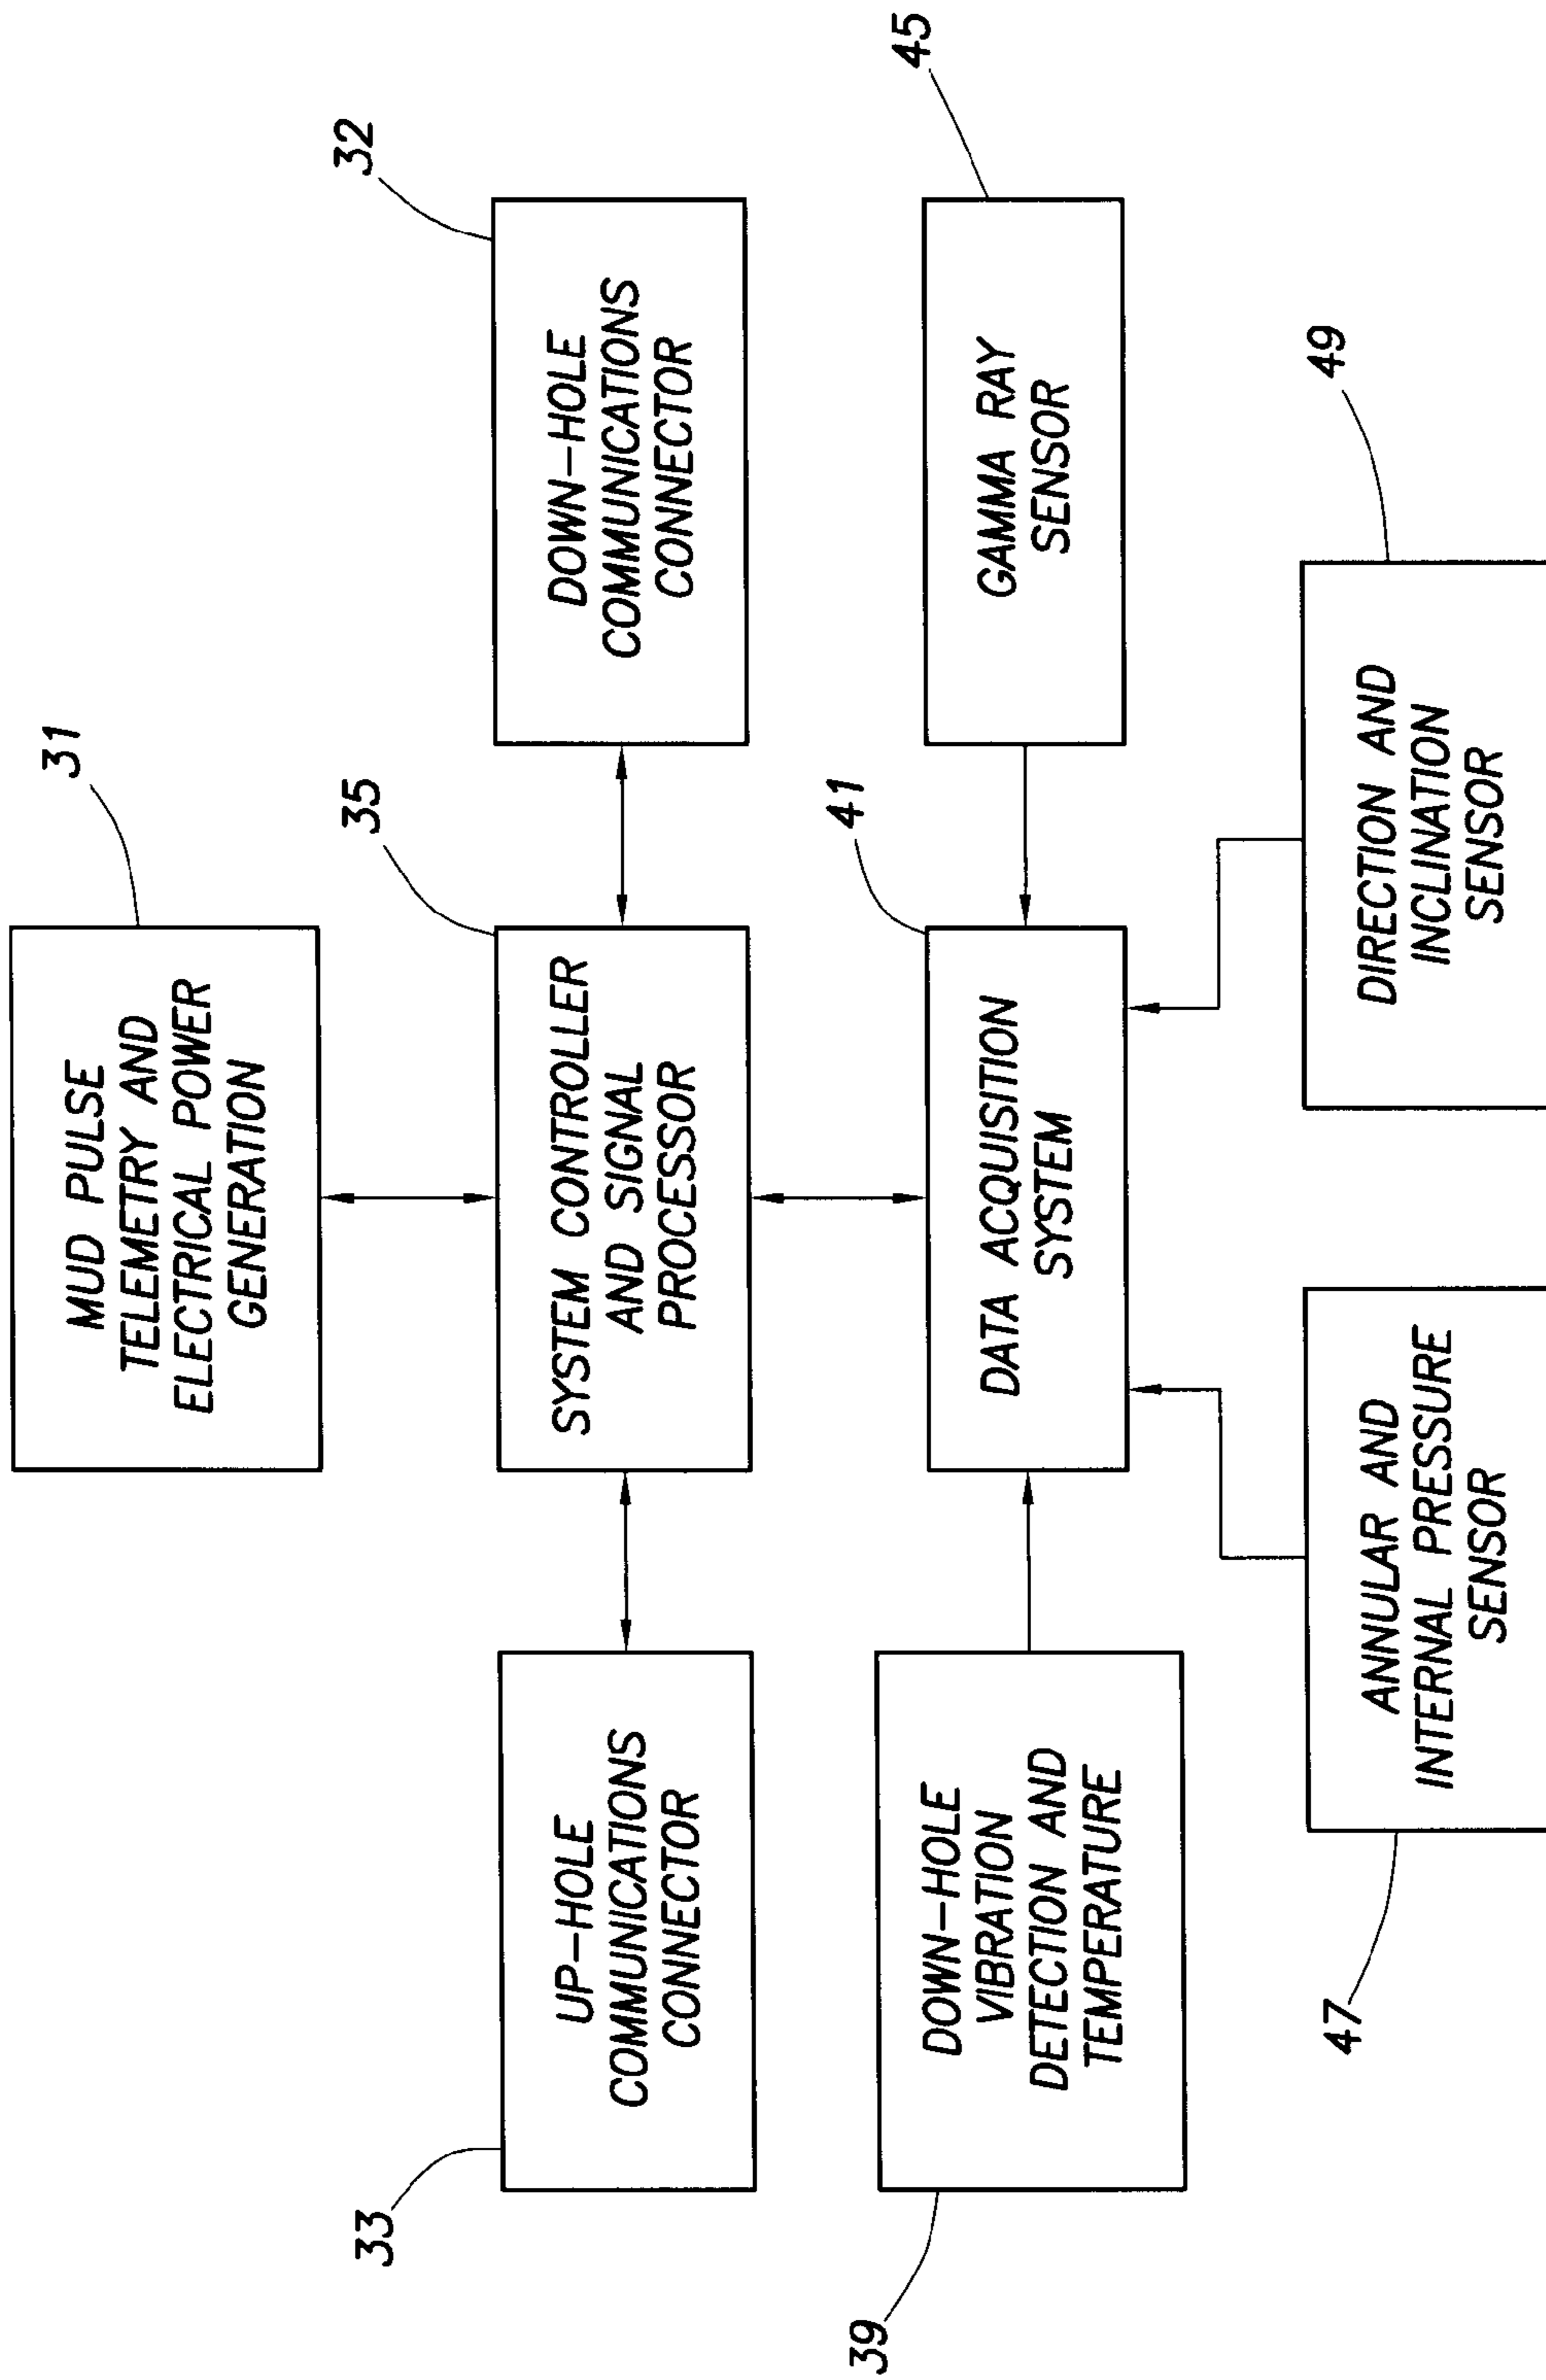 31
MUD PULSE
TELEMETRY AND
ELECTRICAL POWER
GENERATION
33
UP-HOLE
COMMUNICATIONS
CONNECTOR
35
SYSTEM CONTROLLER
AND SIGNAL
PROCESSOR
32
DOWN-HOLE
COMMUNICATIONS
CONNECTOR
39
DOWN-HOLE
VIBRATION
DETECTION AND
TEMPERATURE
41
DATA ACQUISITION
SYSTEM
45
GAMMA RAY
SENSOR
47
ANNULAR AND
INTERNAL PRESSURE
SENSOR
49
DIRECTION AND
INCLINATION
SENSOR